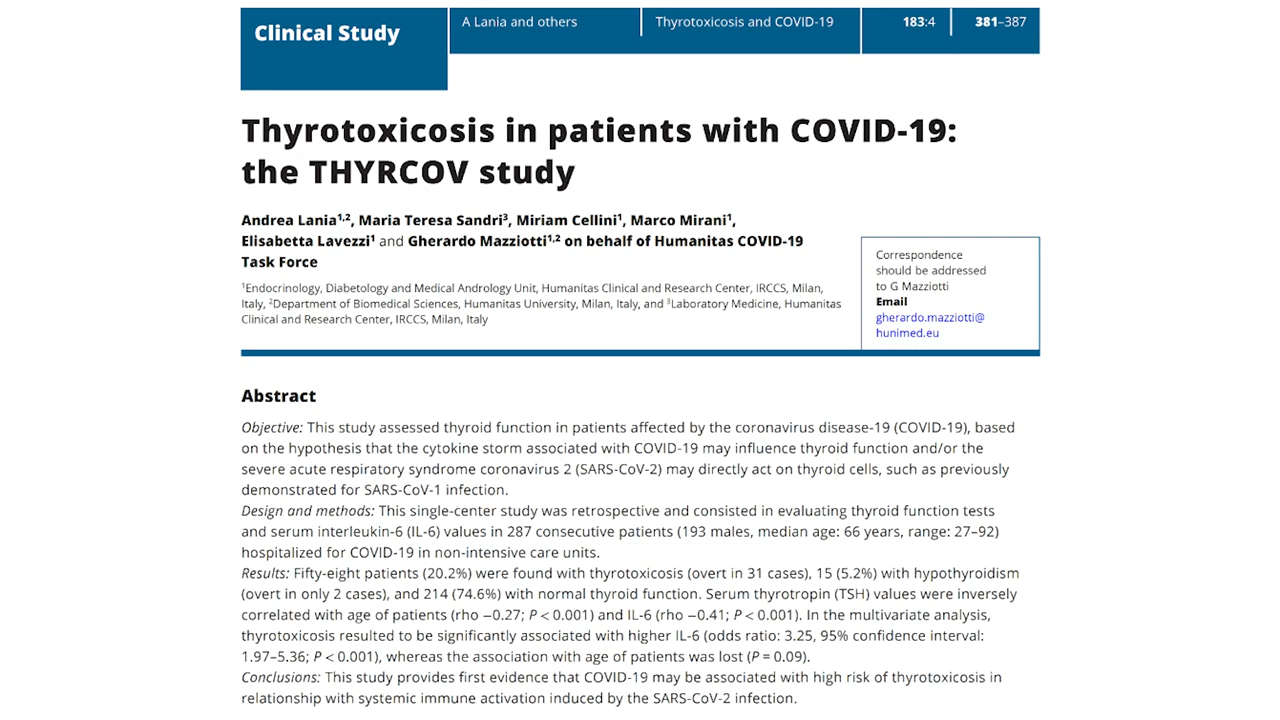 Clinical Study
A Lania and others
Thyrotoxicosis and COVID-19
183:4
381–387
Thyrotoxicosis in patients with COVID-19:
the THYRCOV study
Andrea Lania1,2, Maria Teresa Sandri3, Miriam Cellini1, Marco Mirani1,
Elisabetta Lavezzi1 and Gherardo Mazziotti1,2 on behalf of Humanitas COVID-19
Task Force
1Endocrinology, Diabetology and Medical Andrology Unit, Humanitas Clinical and Research Center, IRCCS, Milan,
Italy, 2Department of Biomedical Sciences, Humanitas University, Milan, Italy, and 3Laboratory Medicine, Humanitas
Clinical and Research Center, IRCCS, Milan, Italy
Correspondence
should be addressed
to G Mazziotti
Email
gherardo.mazziotti@
hunimed.eu
Abstract
Objective: This study assessed thyroid function in patients affected by the coronavirus disease-19 (COVID-19), based
on the hypothesis that the cytokine storm associated with COVID-19 may influence thyroid function and/or the
severe acute respiratory syndrome coronavirus 2 (SARS-CoV-2) may directly act on thyroid cells, such as previously
demonstrated for SARS-CoV-1 infection.
Design and methods: This single-center study was retrospective and consisted in evaluating thyroid function tests
and serum interleukin-6 (IL-6) values in 287 consecutive patients (193 males, median age: 66 years, range: 27–92)
hospitalized for COVID-19 in non-intensive care units.
Results: Fifty-eight patients (20.2%) were found with thyrotoxicosis (overt in 31 cases), 15 (5.2%) with hypothyroidism
(overt in only 2 cases), and 214 (74.6%) with normal thyroid function. Serum thyrotropin (TSH) values were inversely
correlated with age of patients (rho −0.27; P < 0.001) and IL-6 (rho −0.41; P < 0.001). In the multivariate analysis,
thyrotoxicosis resulted to be significantly associated with higher IL-6 (odds ratio: 3.25, 95% confidence interval:
1.97–5.36; P < 0.001), whereas the association with age of patients was lost (P = 0.09).
Conclusions: This study provides first evidence that COVID-19 may be associated with high risk of thyrotoxicosis in
relationship with systemic immune activation induced by the SARS-CoV-2 infection.